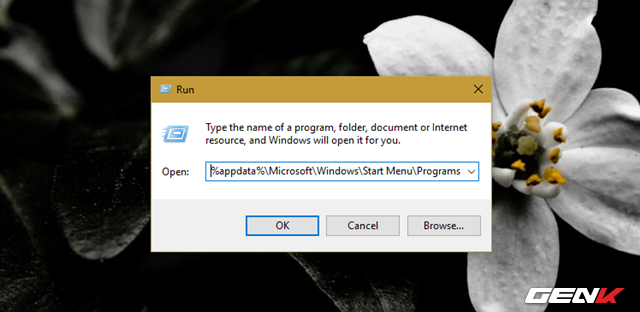 Run
Type the name of a program, folder, document or Internet
resource, and Windows will open it for you.
Open: %appdata%\Microsoft\Windows\Start Menu\Programs
OK Cancel Browse...
GENK